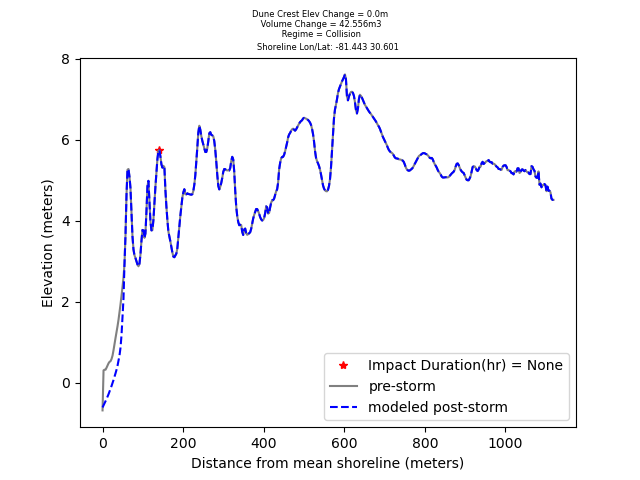 Dune Crest Elev Change = 0.0m
Volume Change = 42.556m3
Regime = Collision
Shoreline Lon/Lat: -81.443 30.601
8
6
4
2
0
Elevation (meters)
Impact Duration(hr) = None
pre-storm
modeled post-storm
0
200
400
600
800
1000
Distance from mean shoreline (meters)